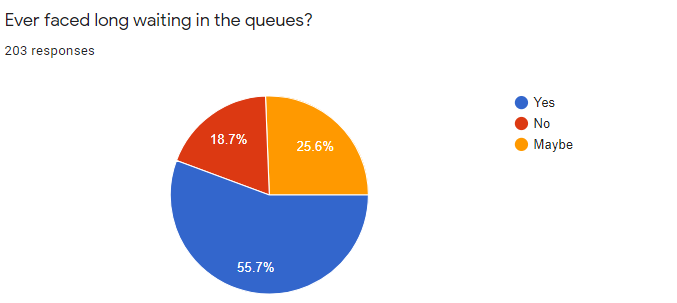 Ever faced long waiting in the queues?
203 responses
Yes
No
Maybe
18.7%
25.6%
55.7%